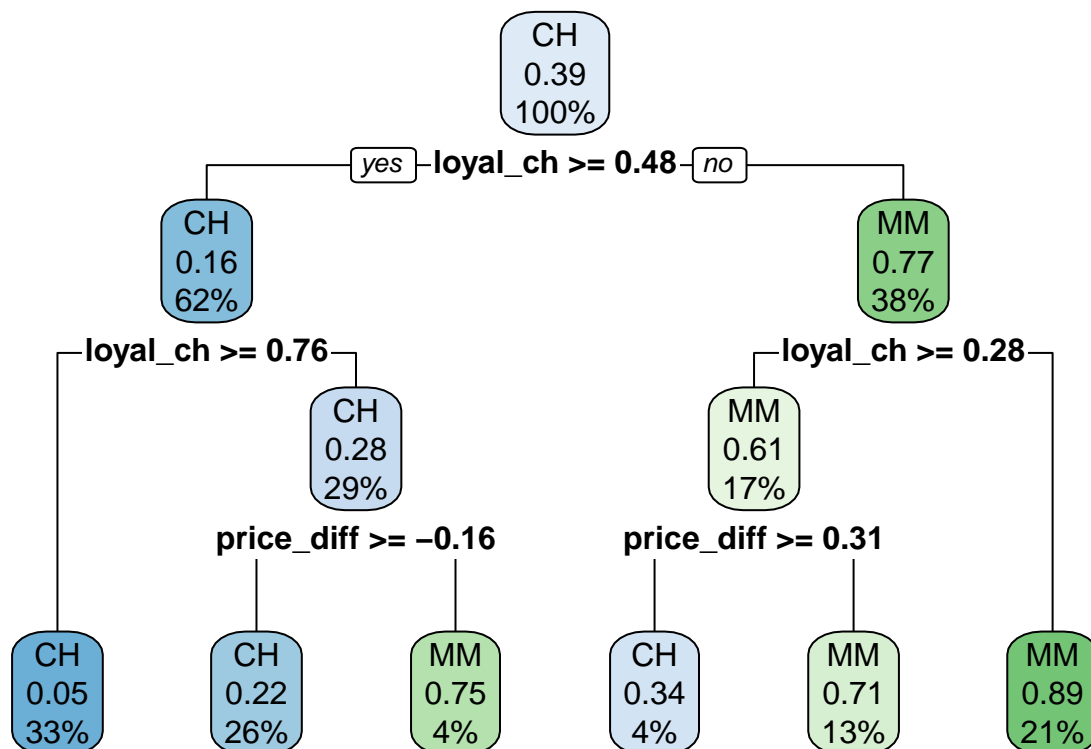 CH
0.39
100%
yes loyal_ch >= 0.48 no
CH
0.16
62%
MM
0.77
38%
loyal_ch >= 0.76
loyal_ch >= 0.28
CH
0.28
29%
MM
0.61
17%
price_diff >= −0.16
price_diff >= 0.31
CH
0.05
33%
CH
0.22
26%
MM
0.75
4%
CH
0.34
4%
MM
0.71
13%
MM
0.89
21%